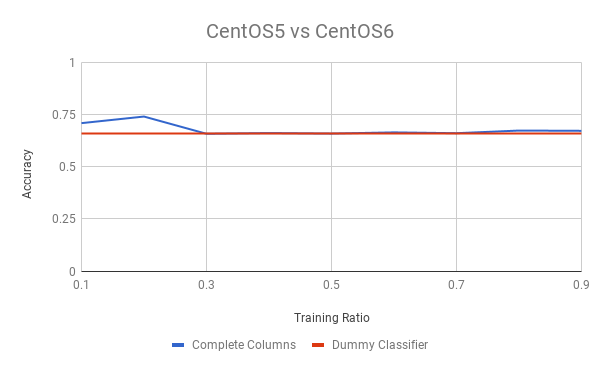 CentOS5 vs CentOS6
1
0.75
0.5
0.25
0
Accuracy
0.1 0.3 0.5 0.7 0.9
Training Ratio
Complete Columns Dummy Classifier